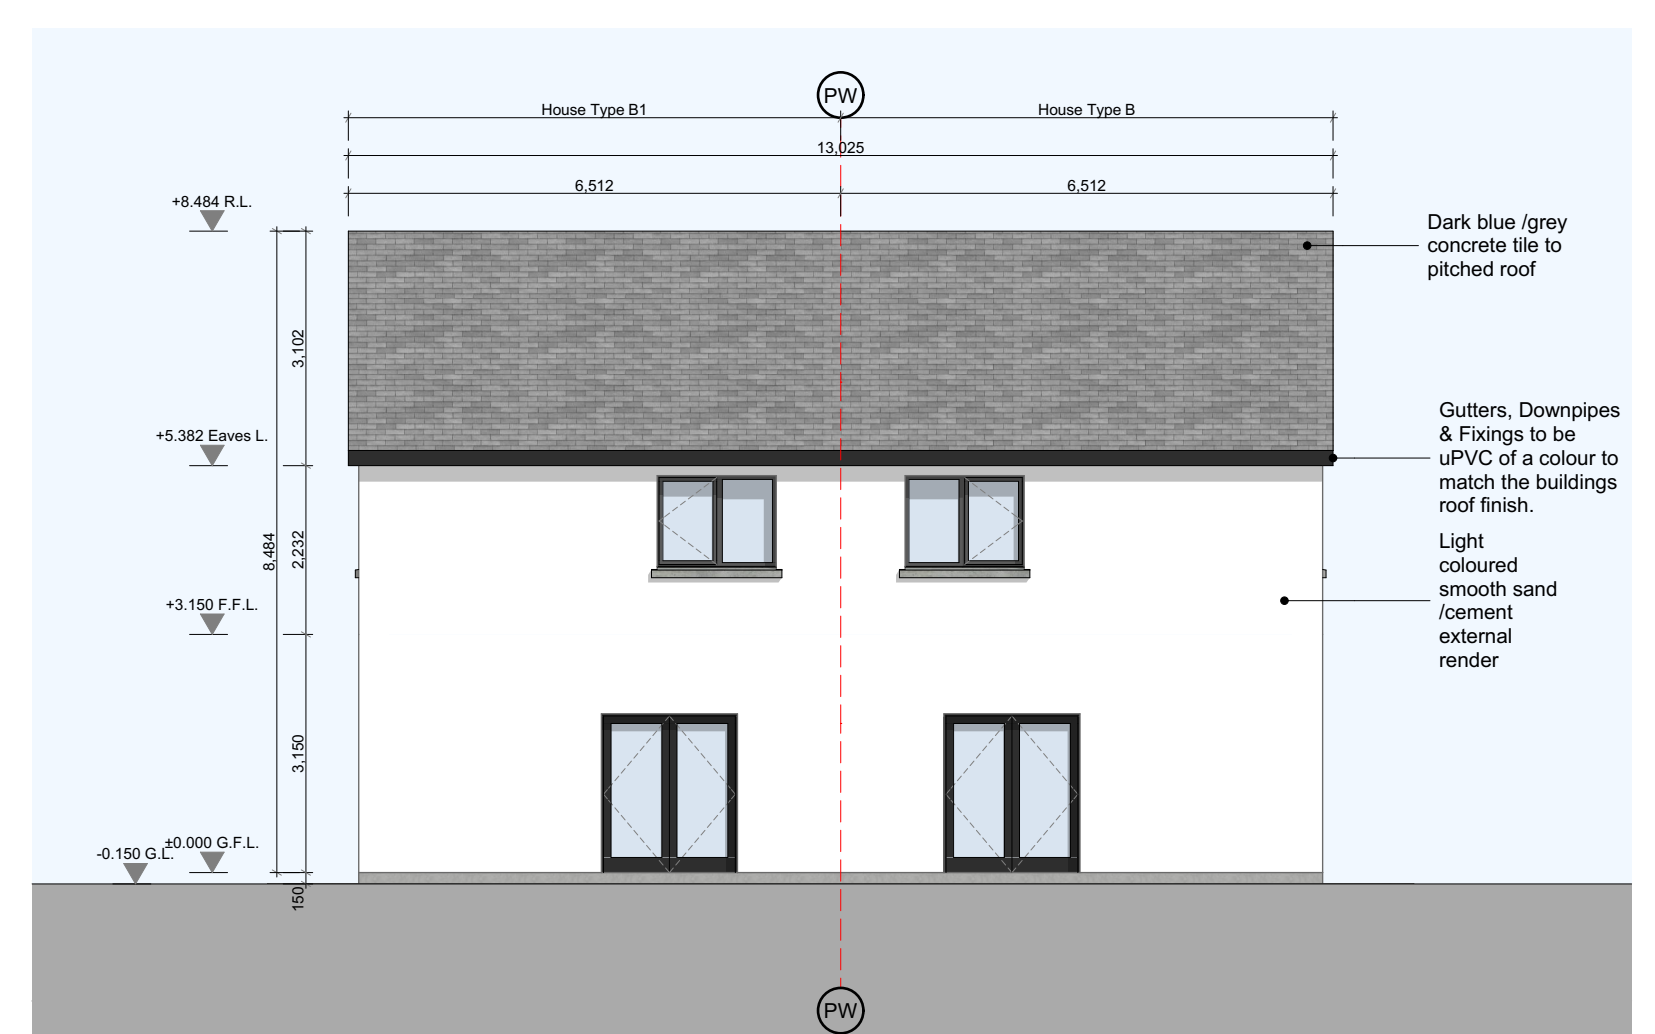 PW
House Type B1
House Type B
13,025
6,512
6,512
+8.484 R.L.
Dark blue /grey
concrete tile to
pitched roof
3,102
+5.382 Eaves L.
Gutters, Downpipes
& Fixings to be
uPVC of a colour to
match the buildings
roof finish.
8,484
2,232
Light
coloured
smooth sand
/cement
external
render
+3.150 F.F.L.
3,150
±0.000 G.F.L.
-0.150 G.L.
150
PW